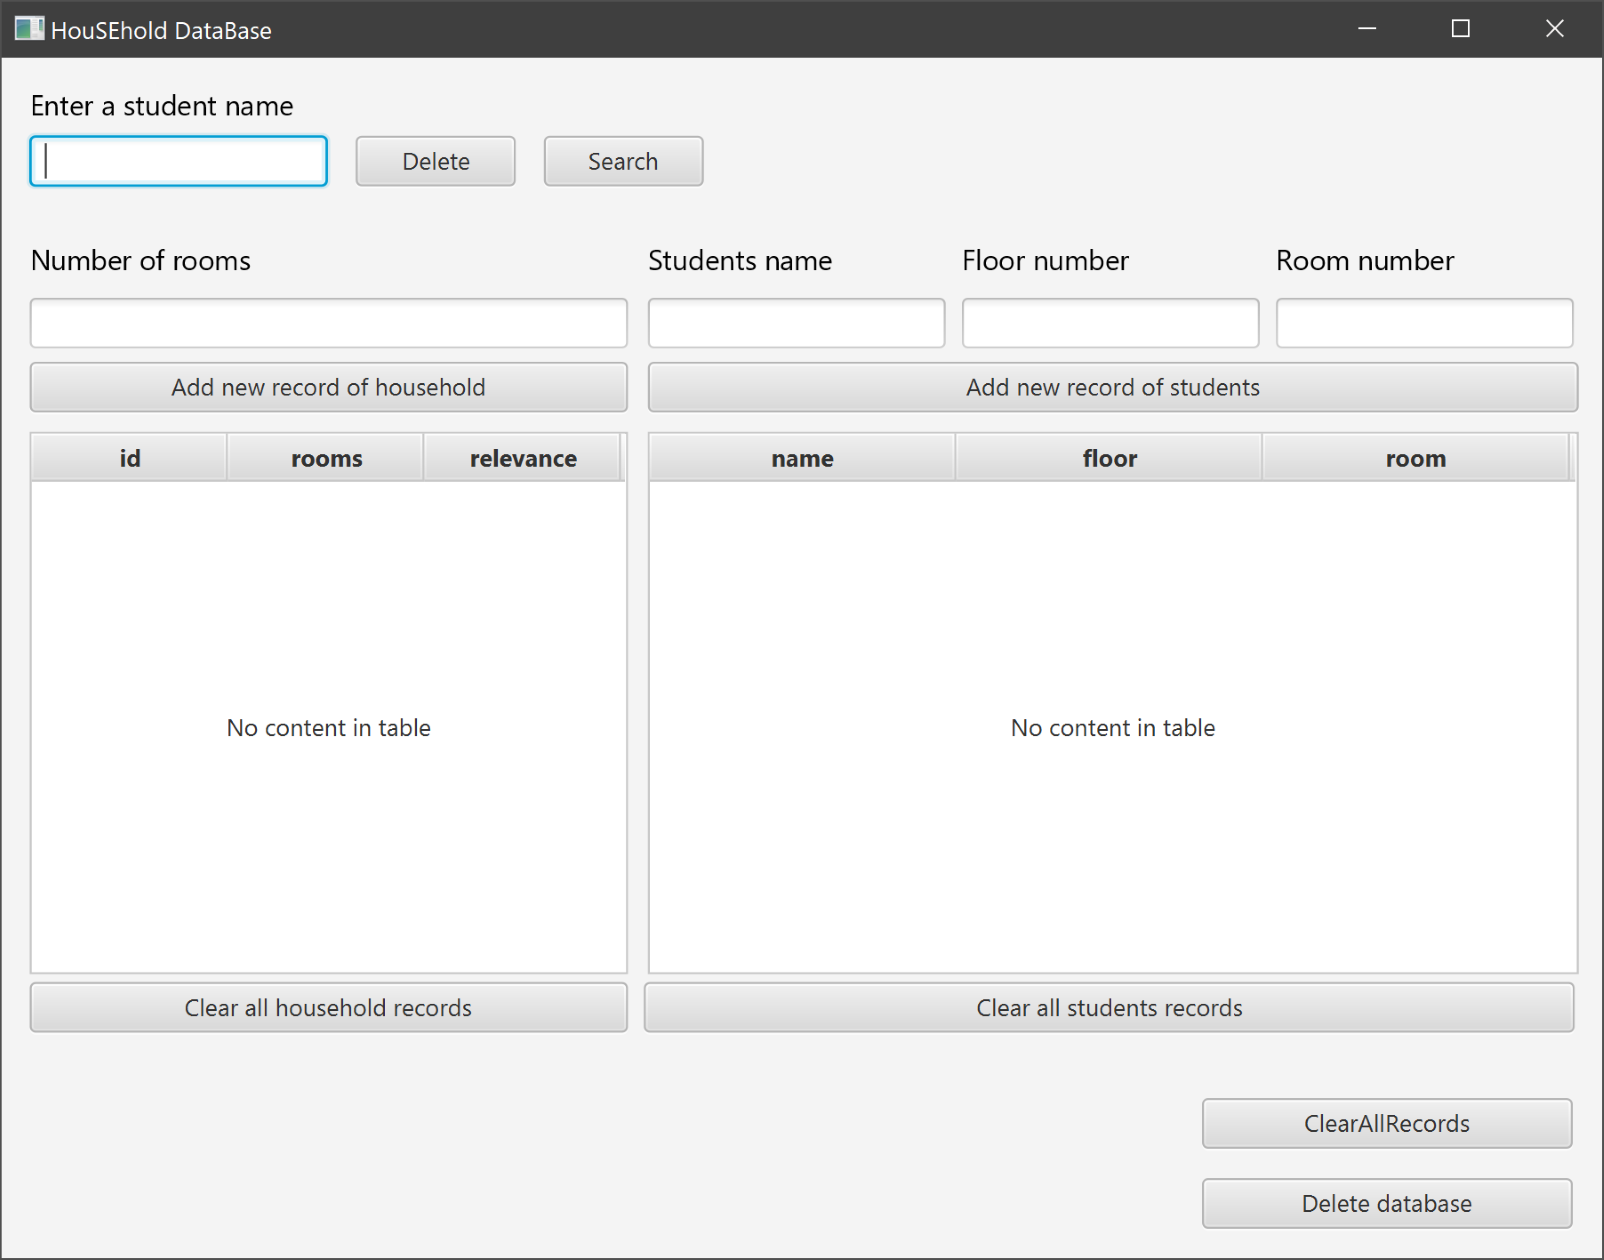 HouSEhold DataBase
Enter a student name
Delete Search
Number of rooms Students name Floor number Room number
Add new record of household Add new record of students
id rooms relevance name floor room
No content in table No content in table
Clear all household records Clear all students records
ClearAllRecords
Delete database